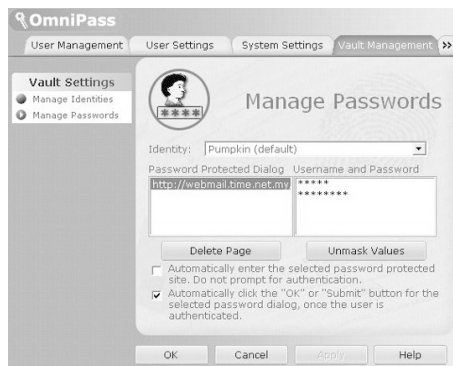 OmniPass
User Management User Settings System Settings Vault Management >>
Vault Settings
Manage Identities
Manage Passwords
****
Manage Passwords
Identity: Pumpkin (default)
Password Protected Dialog Username and Password
http://webmail.time.net.my,
*****
********
Delete Page Unmask Values
Automatically enter the selected password protected
site. Do not prompt for authentication.
Automatically click the "OK" or "Submit" button for the
selected password dialog, once the user is
authenticated.
OK Cancel Apply Help